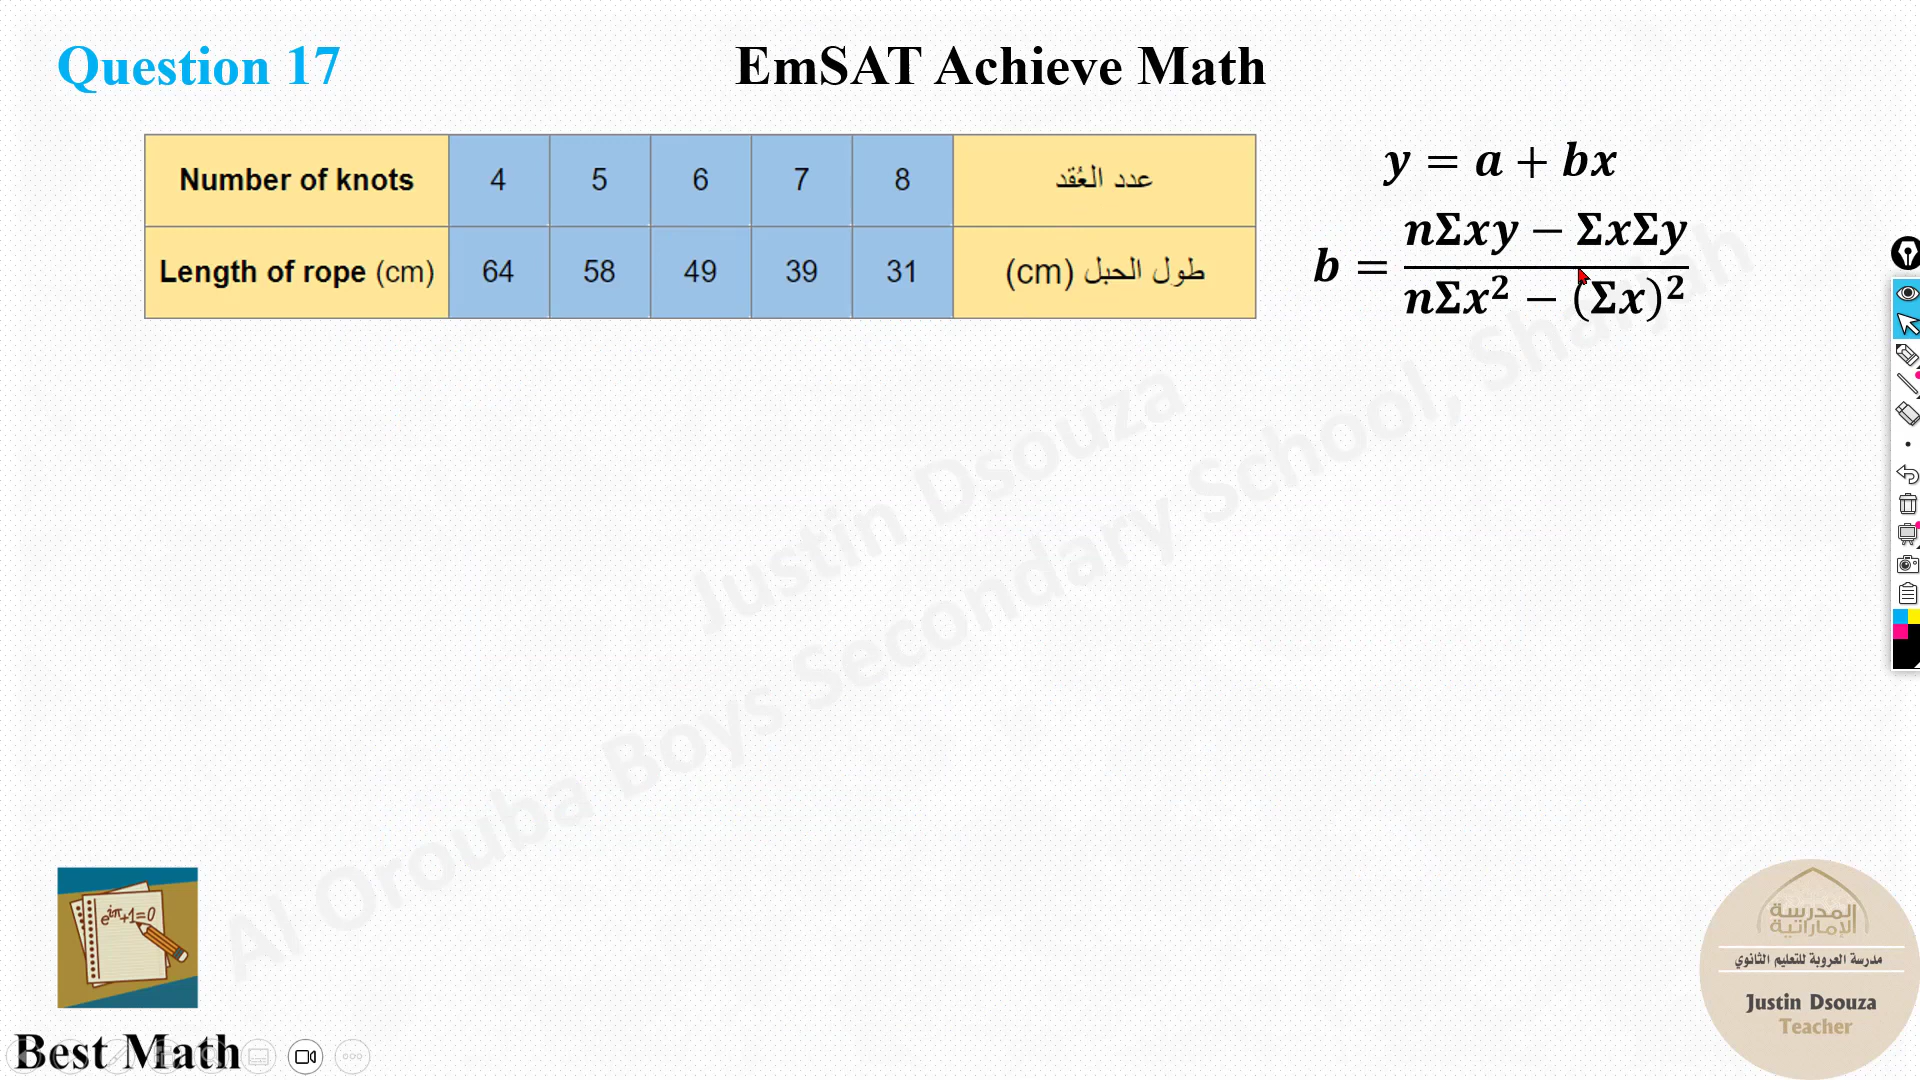 Question 17
EmSAT Achieve Math
Number of knots 4 5 6 7 8 عدد العُقد
Length of rope (cm) 64 58 49 39 31 طول الحبل (cm)
y = a + bx
b = (nΣxy − ΣxΣy) / (nΣx² − (Σx)²)
Justin Dsouza
Al Orouba Boys Secondary School, Sharjah
e^iπ+1=0
Best Math
المدرسة
الإماراتية
مدرسة العروبة للتعليم الثانوي
Justin Dsouza
Teacher